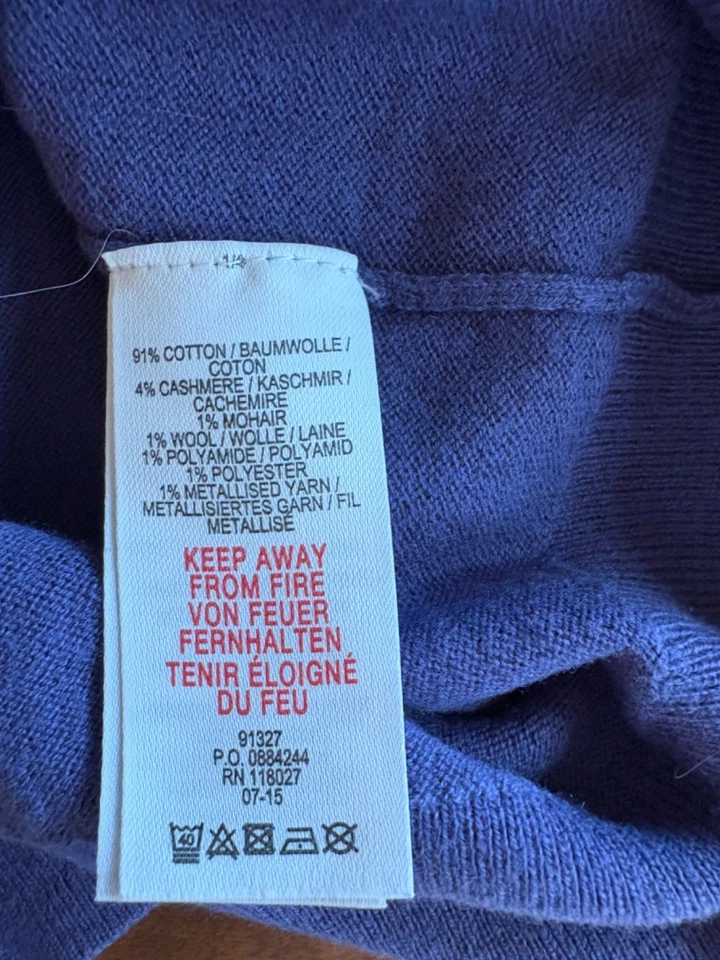 91% COTTON / BAUMWOLLE /
COTON
4% CASHMERE / KASCHMIR /
CACHEMIRE
1% MOHAIR
1% WOOL / WOLLE / LAINE
1% POLYAMIDE / POLYAMID
1% POLYESTER
1% METALLISED YARN /
METALLISIERTES GARN / FIL
METALLISÉ
KEEP AWAY
FROM FIRE
VON FEUER
FERNHALTEN
TENIR ÉLOIGNÉ
DU FEU
91327
P.O. 0884244
RN 118027
07-15
40